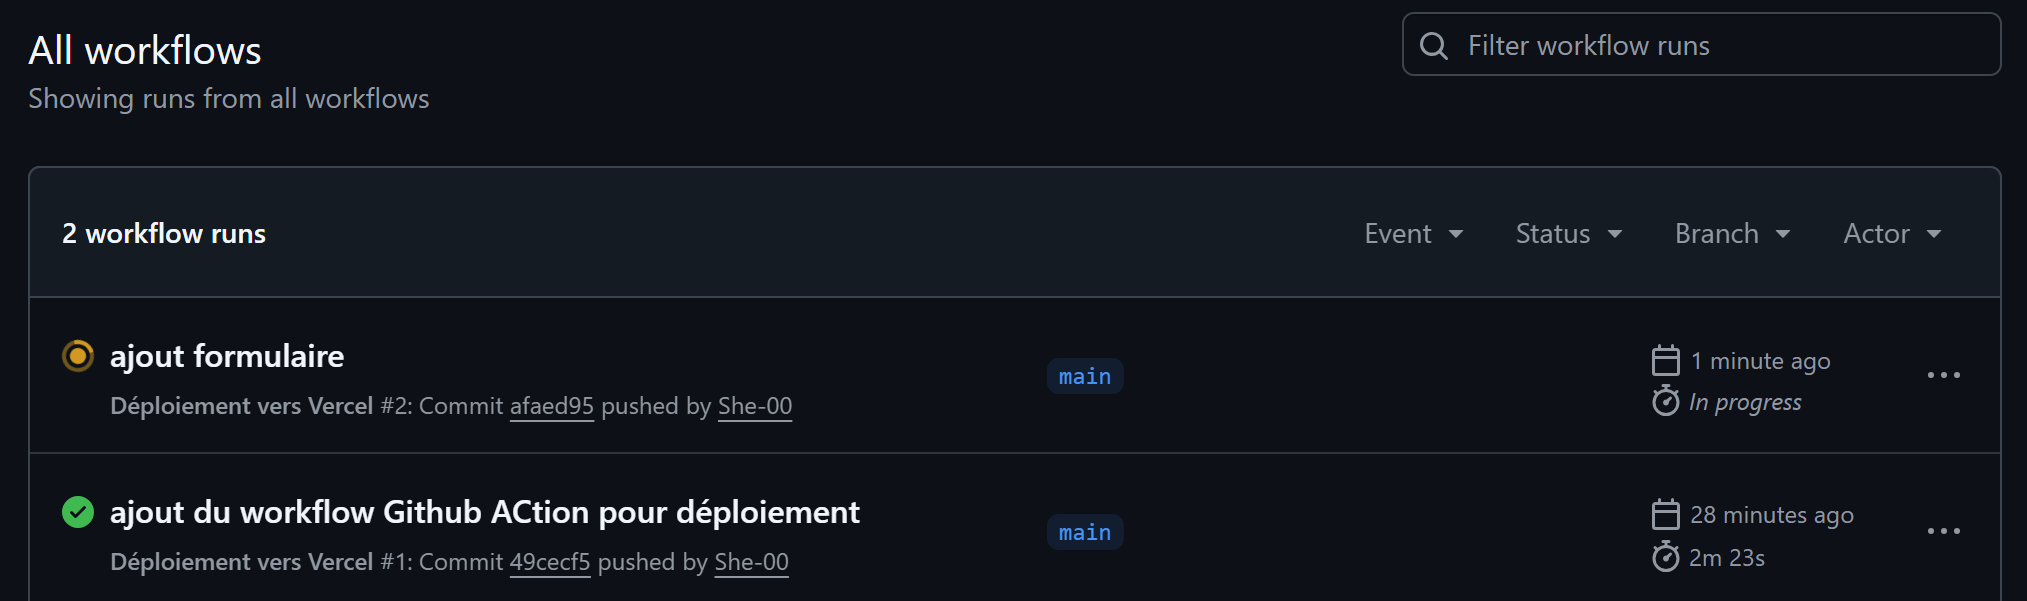 All workflows
Filter workflow runs
Showing runs from all workflows
2 workflow runs
Event
Status
Branch
Actor
ajout formulaire
Déploiement vers Vercel #2: Commit afaed95 pushed by She-00
main
1 minute ago
In progress
ajout du workflow Github ACtion pour déploiement
Déploiement vers Vercel #1: Commit 49cecf5 pushed by She-00
main
28 minutes ago
2m 23s